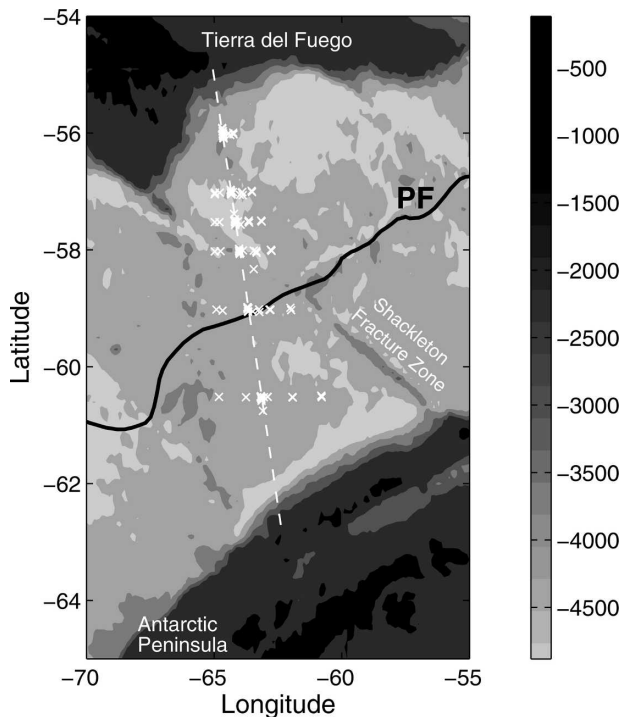 −54
−56
−58
−60
−62
−64
Latitude
−70
−65
−60
−55
Longitude
Tierra del Fuego
PF
Shackleton
Fracture Zone
Antarctic
Peninsula
−500
−1000
−1500
−2000
−2500
−3000
−3500
−4000
−4500